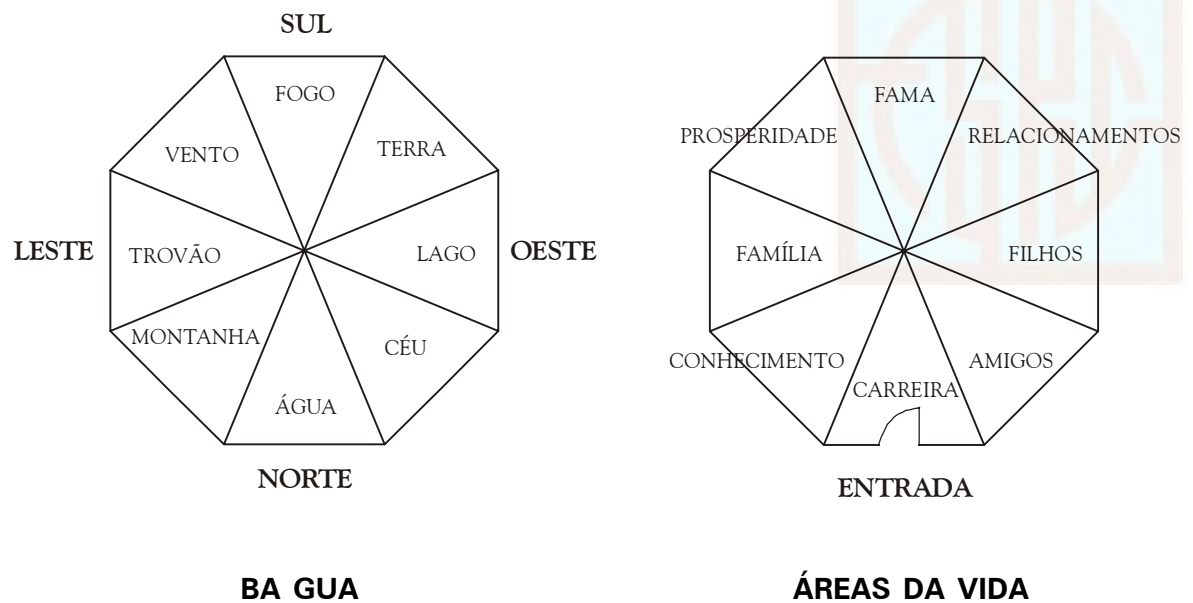 SUL
FOGO
VENTO
TERRA
LESTE
TROVÃO
LAGO
OESTE
MONTANHA
CÉU
ÁGUA
NORTE
BA GUA
FAMA
PROSPERIDADE
RELACIONAMENTOS
FAMÍLIA
FILHOS
CONHECIMENTO
AMIGOS
CARREIRA
ENTRADA
ÁREAS DA VIDA